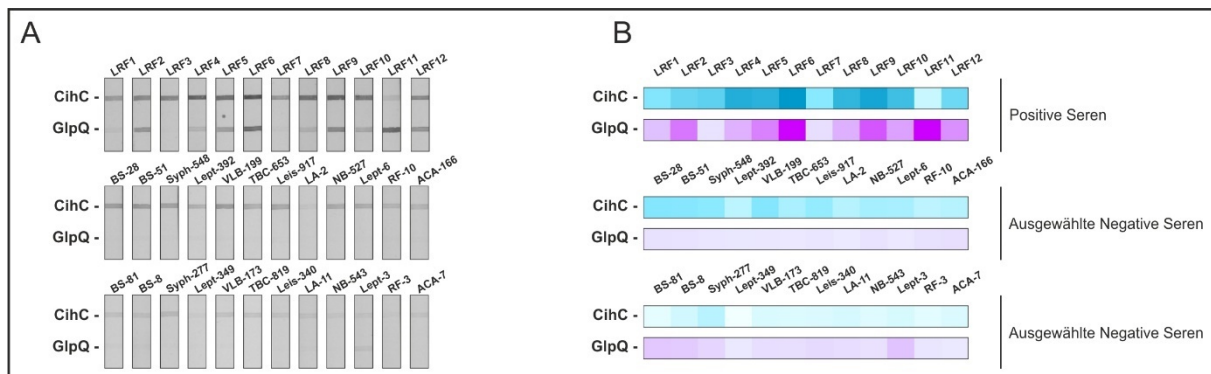 A
LRF1 LRF2 LRF3 LRF4 LRF5 LRF6 LRF7 LRF8 LRF9 LRF10 LRF11 LRF12
CihC -
GlpQ -
BS-28 BS-51 Syph-548 Lept-392 VLB-199 TBC-653 Leis-917 LA-2 NB-527 Lept-6 RF-10 ACA-166
CihC -
GlpQ -
BS-81 BS-8 Syph-277 Lept-349 VLB-173 TBC-819 Leis-340 LA-11 NB-543 Lept-3 RF-3 ACA-7
CihC -
GlpQ -
B
LRF1 LRF2 LRF3 LRF4 LRF5 LRF6 LRF7 LRF8 LRF9 LRF10 LRF11 LRF12
CihC -
GlpQ -
Positive Seren
BS-28 BS-51 Syph-548 Lept-392 VLB-199 TBC-653 Leis-917 LA-2 NB-527 Lept-6 RF-10 ACA-166
CihC -
GlpQ -
Ausgewählte Negative Seren
BS-81 BS-8 Syph-277 Lept-349 VLB-173 TBC-819 Leis-340 LA-11 NB-543 Lept-3 RF-3 ACA-7
CihC -
GlpQ -
Ausgewählte Negative Seren